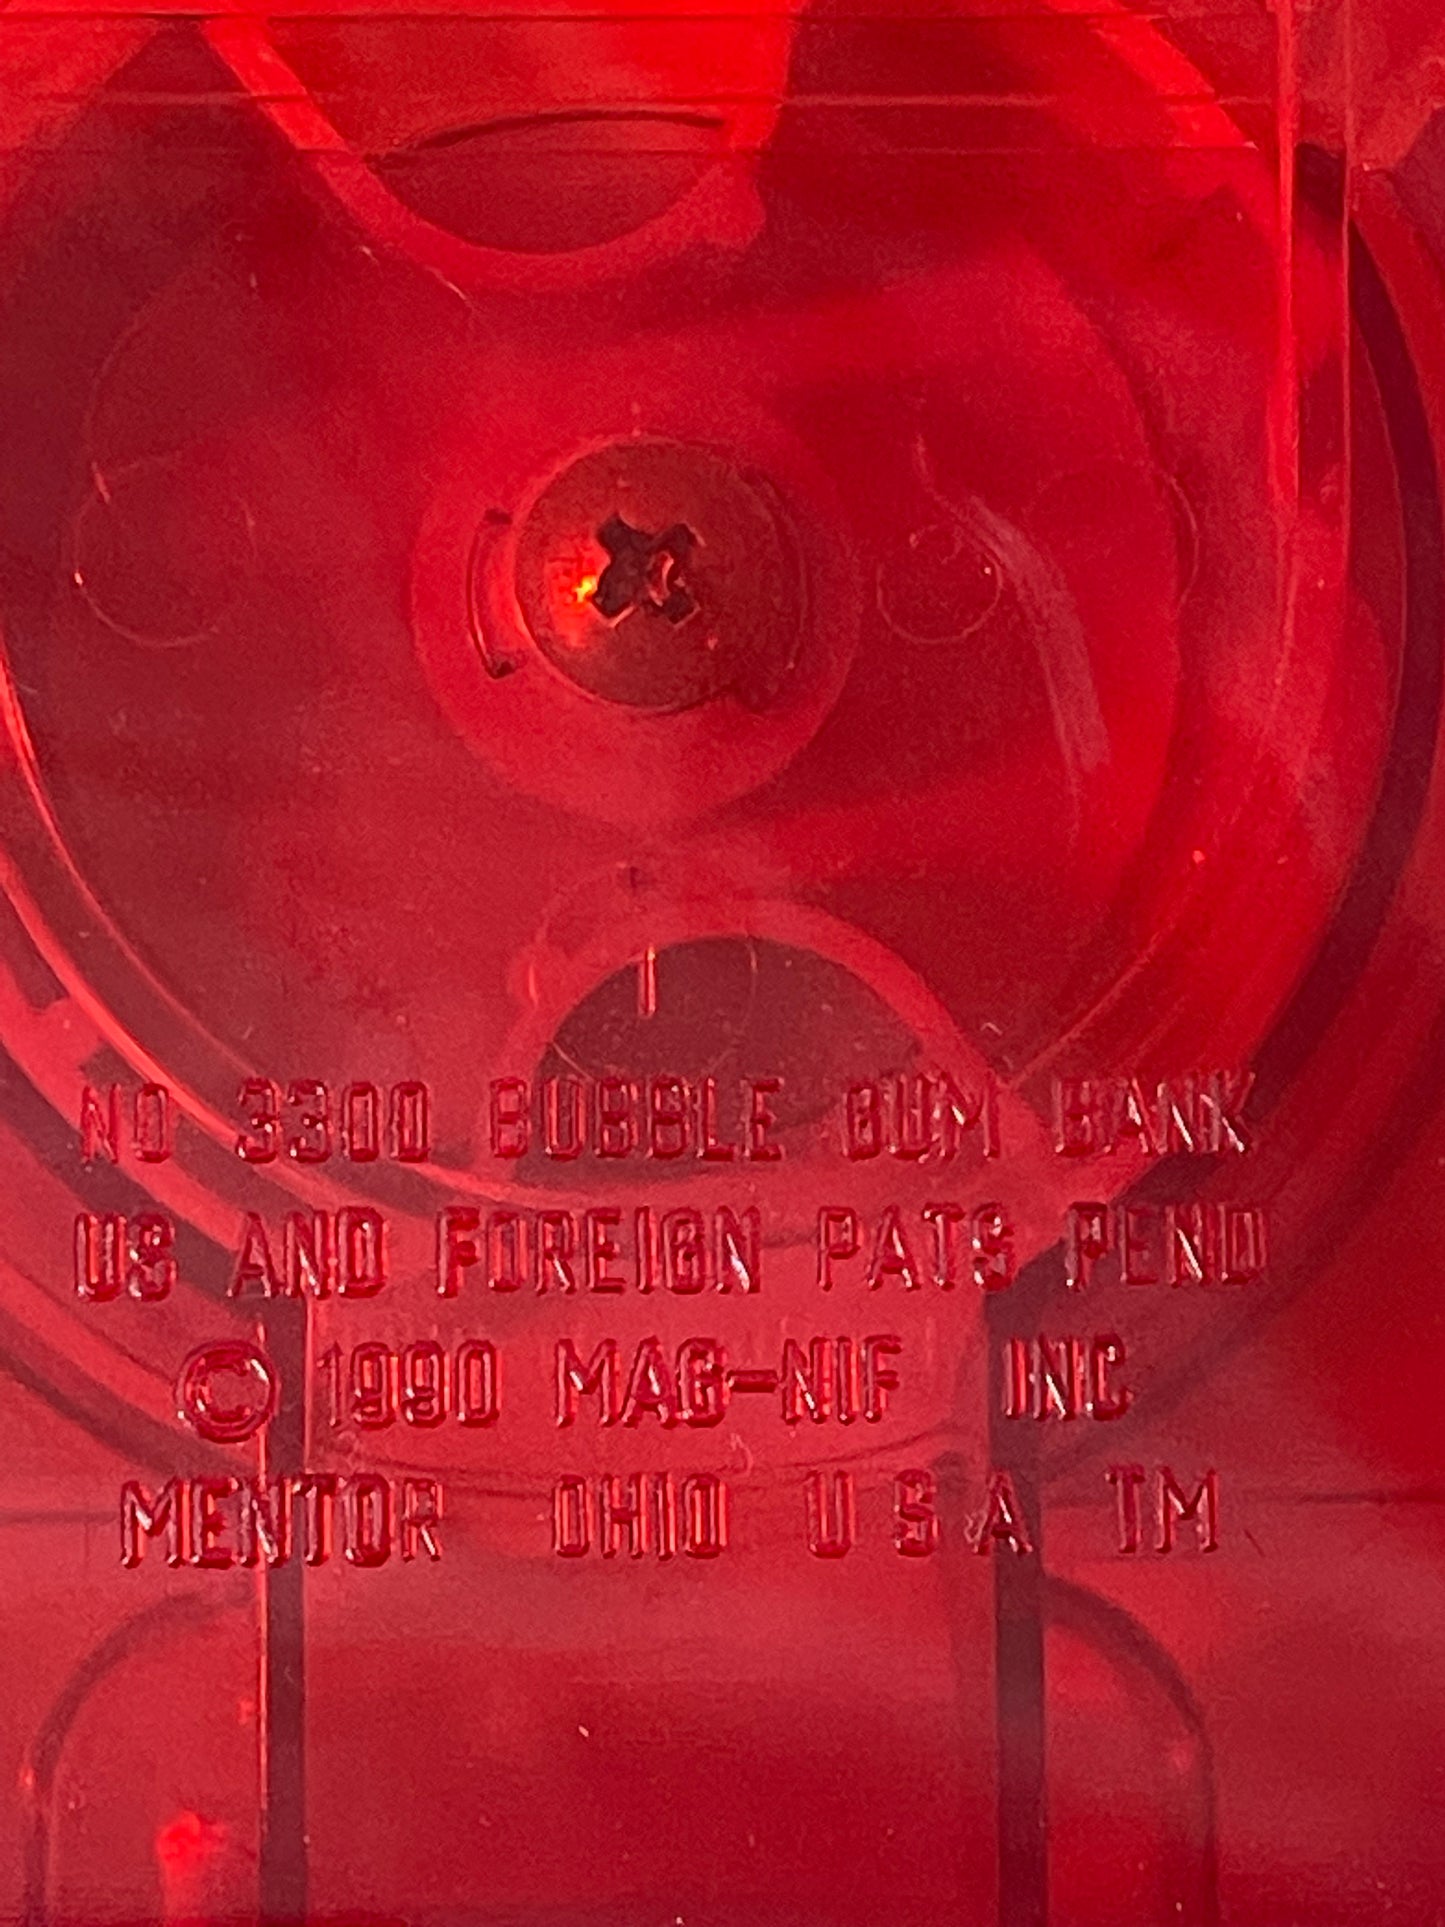 NO 3300 BUBBLE GUM BANK
US AND FOREIGN PATS PEND
© 1990 MAG-NIF INC
MENTOR OHIO U S A TM